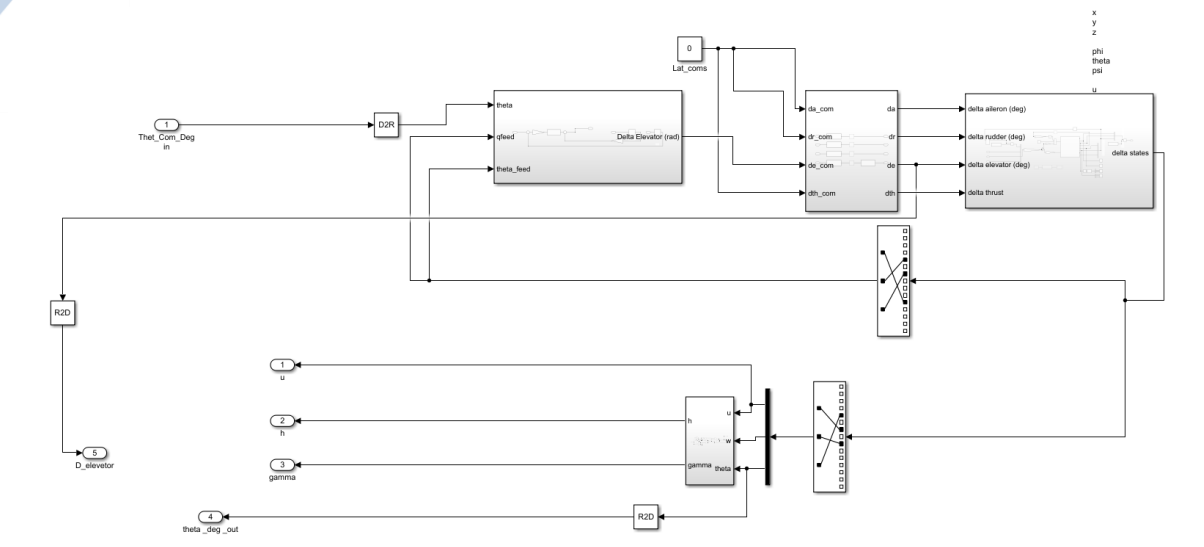 x
y
z
phi
theta
psi
u
0
Lat_coms
1
Thet_Com_Deg
in
D2R
theta
qfeed
theta_feed
Delta Elevator (rad)
da_com
dr_com
de_com
dth_com
da
dr
de
dth
delta aileron (deg)
delta rudder (deg)
delta elevator (deg)
delta thrust
delta states
R2D
1
u
2
h
3
gamma
h
gamma
u
w
theta
5
D_elevetor
4
theta _deg _out
R2D